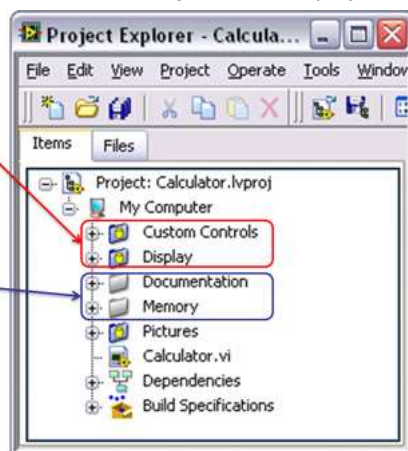 Project Explorer - Calcula...
File Edit View Project Operate Tools Window
Items Files
Project: Calculator.lvproj
My Computer
Custom Controls
Display
Documentation
Memory
Pictures
Calculator.vi
Dependencies
Build Specifications